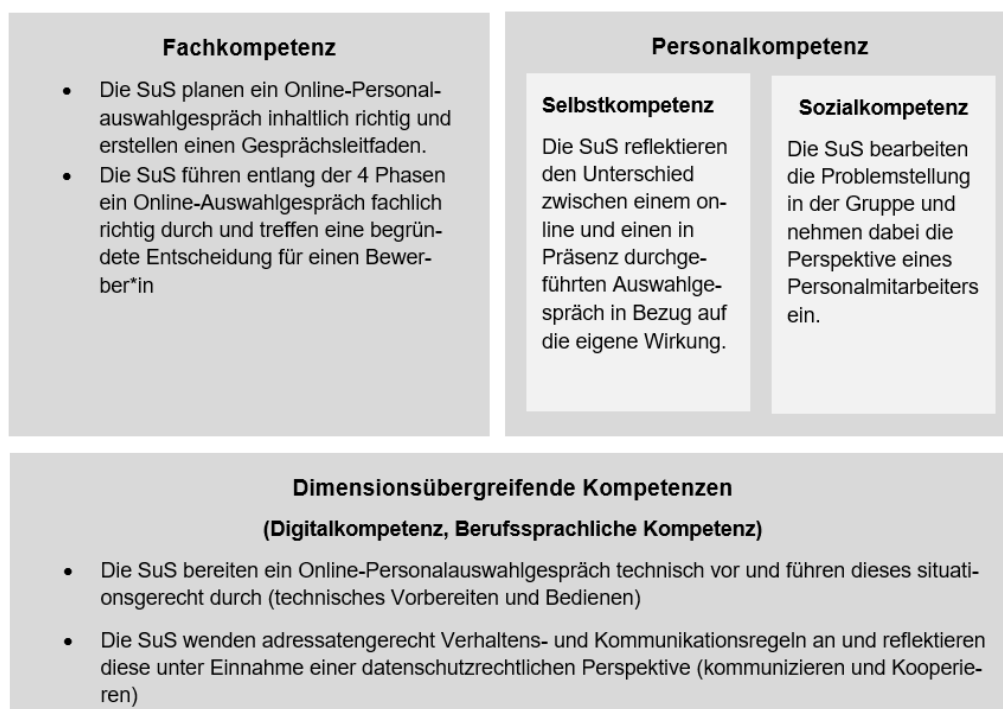 Fachkompetenz
• Die SuS planen ein Online-Personal-
auswahlgespräch inhaltlich richtig und
erstellen einen Gesprächsleitfaden.
• Die SuS führen entlang der 4 Phasen
ein Online-Auswahlgespräch fachlich
richtig durch und treffen eine begrün-
dete Entscheidung für einen Bewer-
ber*in
Personalkompetenz
Selbstkompetenz
Die SuS reflektieren
den Unterschied
zwischen einem on-
line und einen in
Präsenz durchge-
führten Auswahlge-
spräch in Bezug auf
die eigene Wirkung.
Sozialkompetenz
Die SuS bearbeiten
die Problemstellung
in der Gruppe und
nehmen dabei die
Perspektive eines
Personalmitarbeiters
ein.
Dimensionsübergreifende Kompetenzen
(Digitalkompetenz, Berufssprachliche Kompetenz)
• Die SuS bereiten ein Online-Personalauswahlgespräch technisch vor und führen dieses situati-
onsgerecht durch (technisches Vorbereiten und Bedienen)
• Die SuS wenden adressatengerecht Verhaltens- und Kommunikationsregeln an und reflektieren
diese unter Einnahme einer datenschutzrechtlichen Perspektive (kommunizieren und Kooperie-
ren)